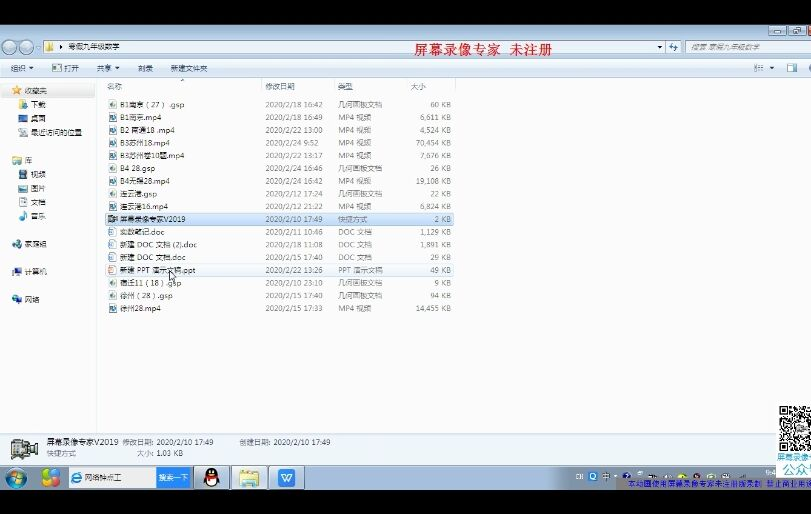 寒假九年级数学
屏幕录像专家 未注册
搜索 寒假九年级数学
组织 打开 共享 刻录 新建文件夹
名称 修改日期 类型 大小
收藏夹
下载
桌面
最近访问的位置
库
视频
图片
文档
音乐
家庭组
计算机
网络
B1南京（27）.gsp 2020/2/18 16:42 几何画板文档 60 KB
B1南京.mp4 2020/2/18 16:49 MP4 视频 6,611 KB
B2 南通18 .mp4 2020/2/22 13:00 MP4 视频 4,524 KB
B3苏州18.mp4 2020/2/24 9:52 MP4 视频 70,454 KB
B3苏州卷10题.mp4 2020/2/22 13:17 MP4 视频 7,676 KB
B4 28.gsp 2020/2/24 16:46 几何画板文档 26 KB
B4无锡28.mp4 2020/2/24 16:42 MP4 视频 19,108 KB
连云港.gsp 2020/2/12 17:24 几何画板文档 22 KB
连云港16.mp4 2020/2/12 21:22 MP4 视频 6,824 KB
屏幕录像专家V2019 2020/2/10 17:49 快捷方式 2 KB
实数笔记.doc 2020/2/11 10:46 DOC 文档 1,129 KB
新建 DOC 文档 (2).doc 2020/2/18 11:08 DOC 文档 1,891 KB
新建 DOC 文档.doc 2020/2/15 17:40 DOC 文档 49 KB
新建 PPT 演示文稿.ppt 2020/2/22 13:26 PPT 演示文稿 49 KB
宿迁11（18）.gsp 2020/2/10 23:10 几何画板文档 9 KB
徐州（28）.gsp 2020/2/15 17:40 几何画板文档 94 KB
徐州28.mp4 2020/2/15 17:33 MP4 视频 14,455 KB
屏幕录像专家V2019 修改日期: 2020/2/10 17:49 创建日期: 2020/2/10 17:49
快捷方式 大小: 1.03 KB
屏幕录像
公众
网络钟点工 搜索一下
CH 中
本动画使用屏幕录像专家未注册版录制 禁止商业用途